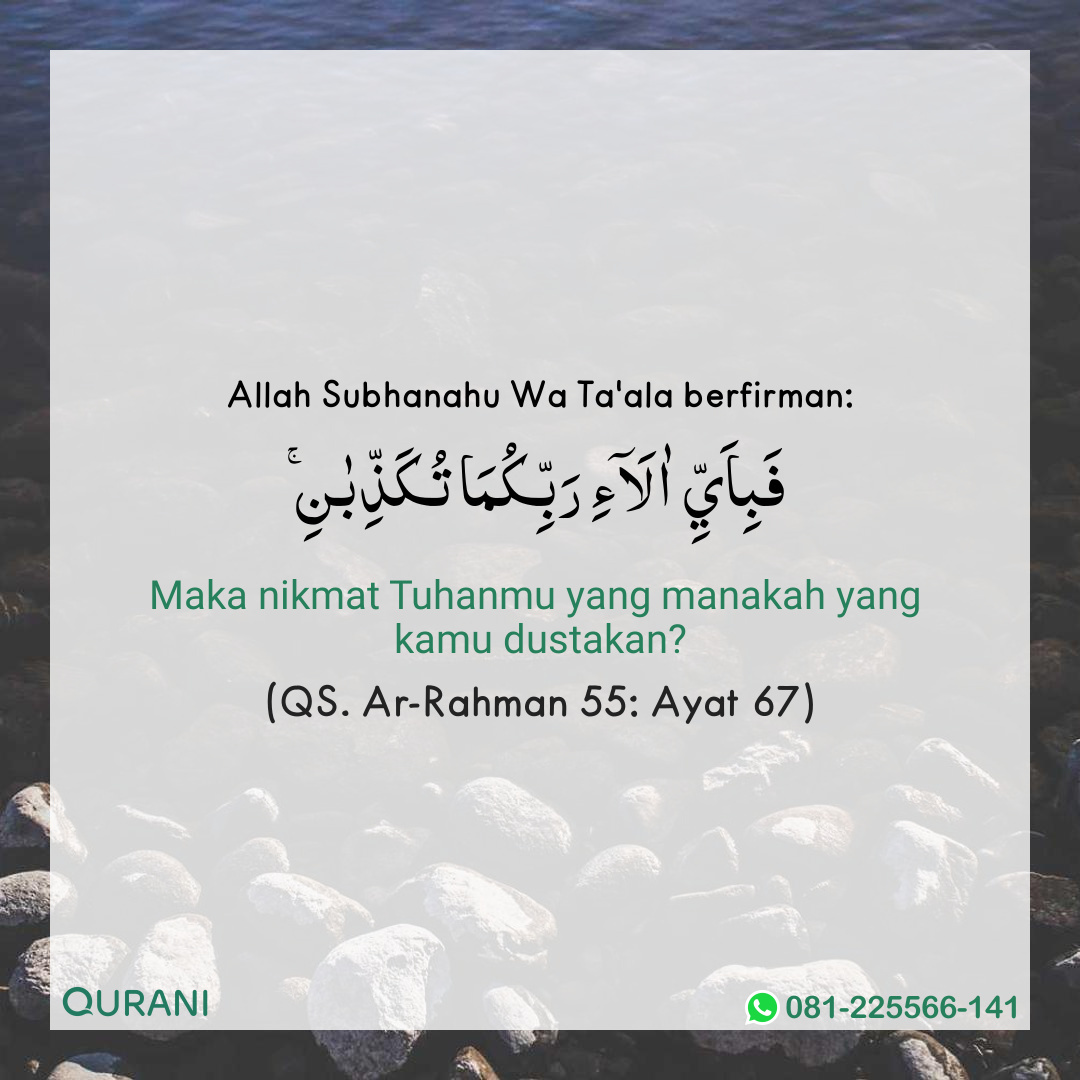 Allah Subhanahu Wa Ta'ala berfirman:
فَبِاَيِّ اٰلَاۤءِ رَبِّكُمَا تُكَذِّبٰنِۚ
Maka nikmat Tuhanmu yang manakah yang
kamu dustakan?
(QS. Ar-Rahman 55: Ayat 67)
QURANI
081-225566-141